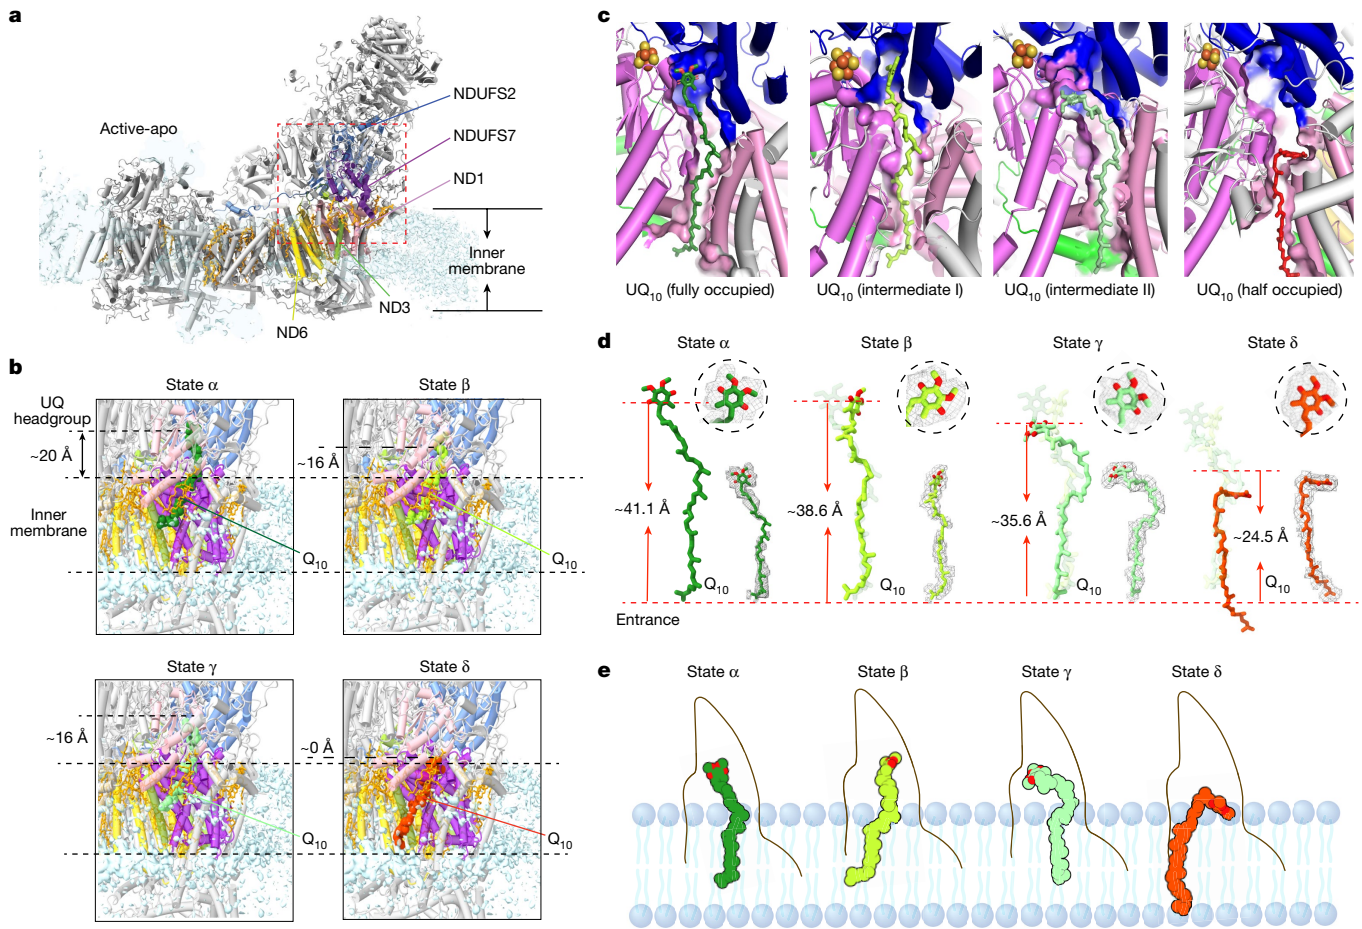 a
Active-apo
NDUFS2
NDUFS7
ND1
Inner
membrane
ND3
ND6
b
State α
State β
UQ
headgroup
~20 Å
~16 Å
Inner
membrane
Q10
Q10
State γ
State δ
~16 Å
~0 Å
Q10
Q10
c
UQ10 (fully occupied)
UQ10 (intermediate I)
UQ10 (intermediate II)
UQ10 (half occupied)
d
State α
State β
State γ
State δ
~41.1 Å
~38.6 Å
~35.6 Å
~24.5 Å
Q10
Q10
Q10
Q10
Entrance
e
State α
State β
State γ
State δ